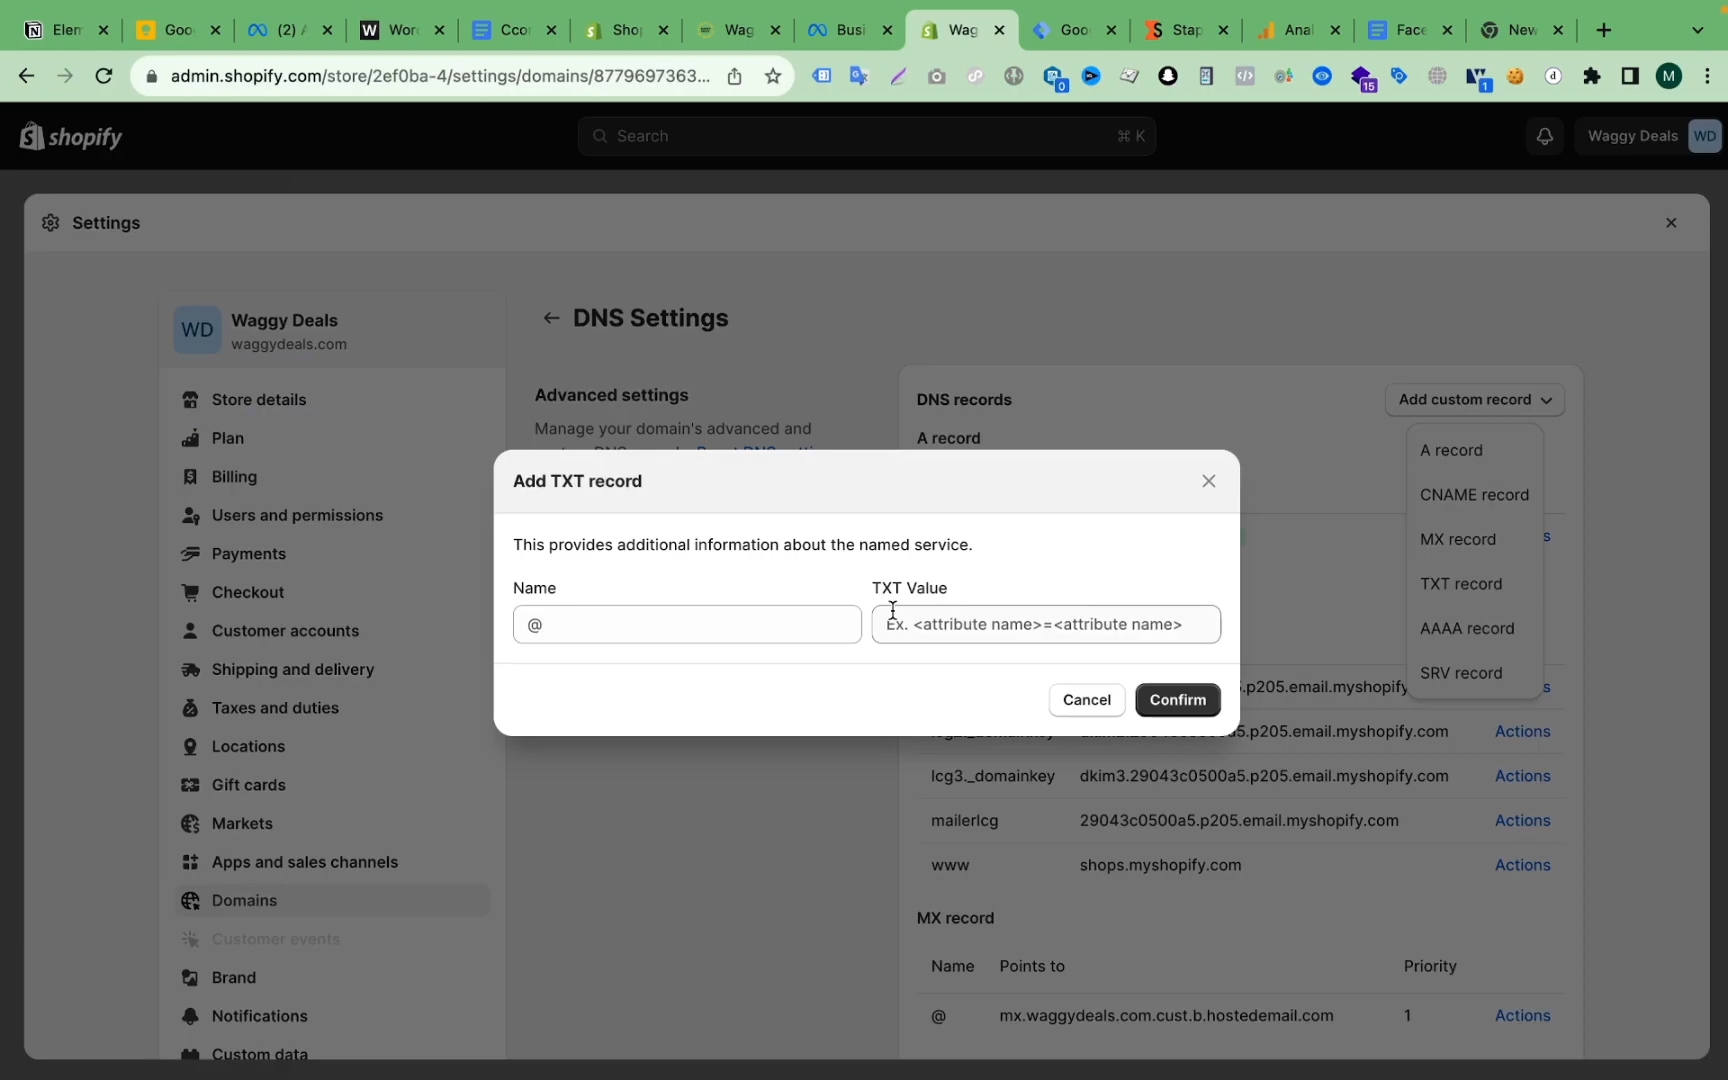 Elem
Goo
(2) A
Wor
Ccor
Shop
Wag
Busi
Wag
Goo
Stap
Anal
Face
New
admin.shopify.com/store/2ef0ba-4/settings/domains/8779697363...
0
15
1
d
M
shopify
Search
⌘ K
Waggy Deals
WD
Settings
WD
Waggy Deals
waggydeals.com
Store details
Plan
Billing
Users and permissions
Payments
Checkout
Customer accounts
Shipping and delivery
Taxes and duties
Locations
Gift cards
Markets
Apps and sales channels
Domains
Customer events
Brand
Notifications
Custom data
DNS Settings
Advanced settings
Manage your domain's advanced and
DNS records
Add custom record
A record
A record
CNAME record
MX record
TXT record
AAAA record
SRV record
Add TXT record
This provides additional information about the named service.
Name
TXT Value
@
Ex. <attribute name>=<attribute name>
Cancel
Confirm
.p205.email.myshopify
.p205.email.myshopify.com
Actions
lcg3._domainkey
dkim3.29043c0500a5.p205.email.myshopify.com
Actions
mailerlcg
29043c0500a5.p205.email.myshopify.com
Actions
www
shops.myshopify.com
Actions
MX record
Name
Points to
Priority
@
mx.waggydeals.com.cust.b.hostedemail.com
1
Actions